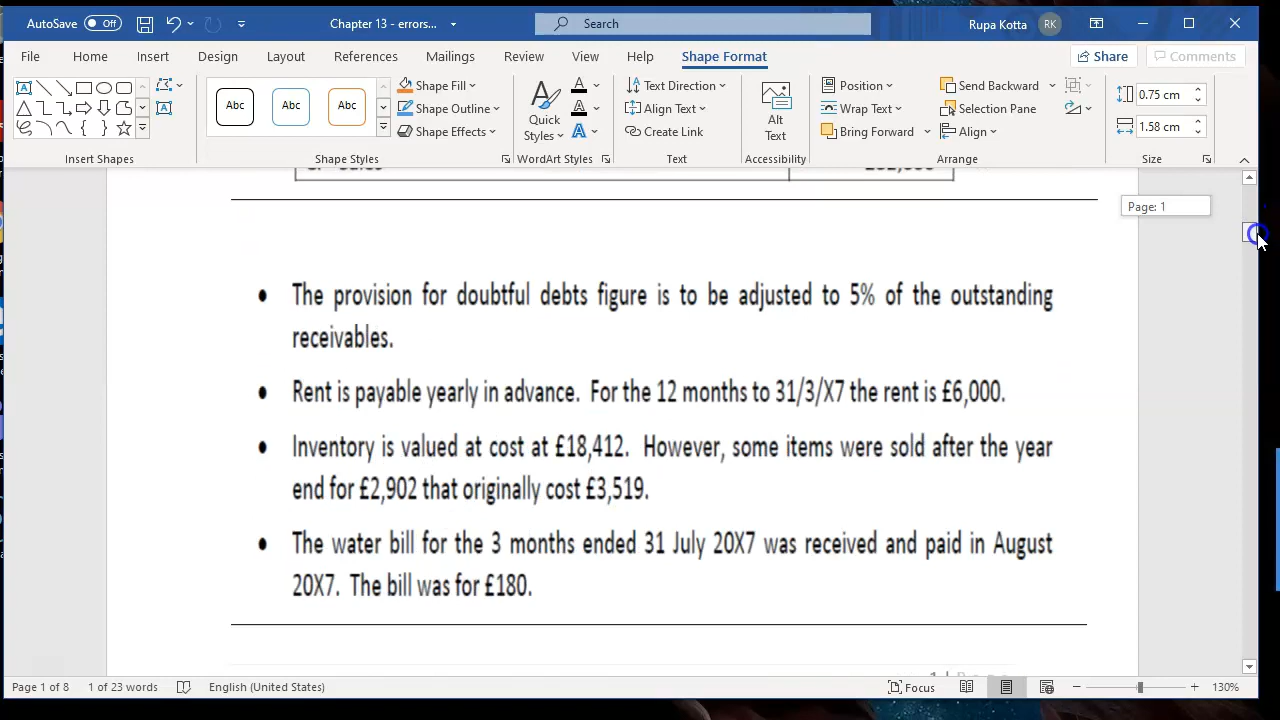 AutoSave Off
Chapter 13 - errors...
Search
Rupa Kotta RK
File Home Insert Design Layout References Mailings Review View Help Shape Format Share Comments
Abc Abc Abc
Shape Fill
Shape Outline
Shape Effects
Quick
Styles
Text Direction
Align Text
Create Link
Alt
Text
Position
Wrap Text
Bring Forward
Send Backward
Selection Pane
Align
0.75 cm
1.58 cm
Insert Shapes Shape Styles WordArt Styles Text Accessibility Arrange Size
Page: 1
• The provision for doubtful debts figure is to be adjusted to 5% of the outstanding
receivables.
• Rent is payable yearly in advance. For the 12 months to 31/3/X7 the rent is £6,000.
• Inventory is valued at cost at £18,412. However, some items were sold after the year
end for £2,902 that originally cost £3,519.
• The water bill for the 3 months ended 31 July 20X7 was received and paid in August
20X7. The bill was for £180.
Page 1 of 8 1 of 23 words English (United States) Focus 130%